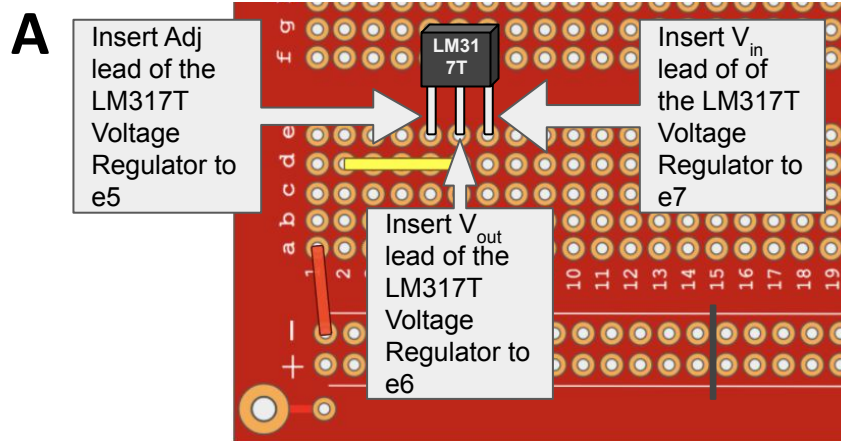 A
Insert Adj
lead of the
LM317T
Voltage
Regulator to
e5
LM31
7T
Insert Vin
lead of of
the LM317T
Voltage
Regulator to
e7
Insert Vout
lead of the
LM317T
Voltage
Regulator to
e6
g
f
e
d
c
b
a
1 2 10 11 12 13 14 15 16 17 18 19
−
+